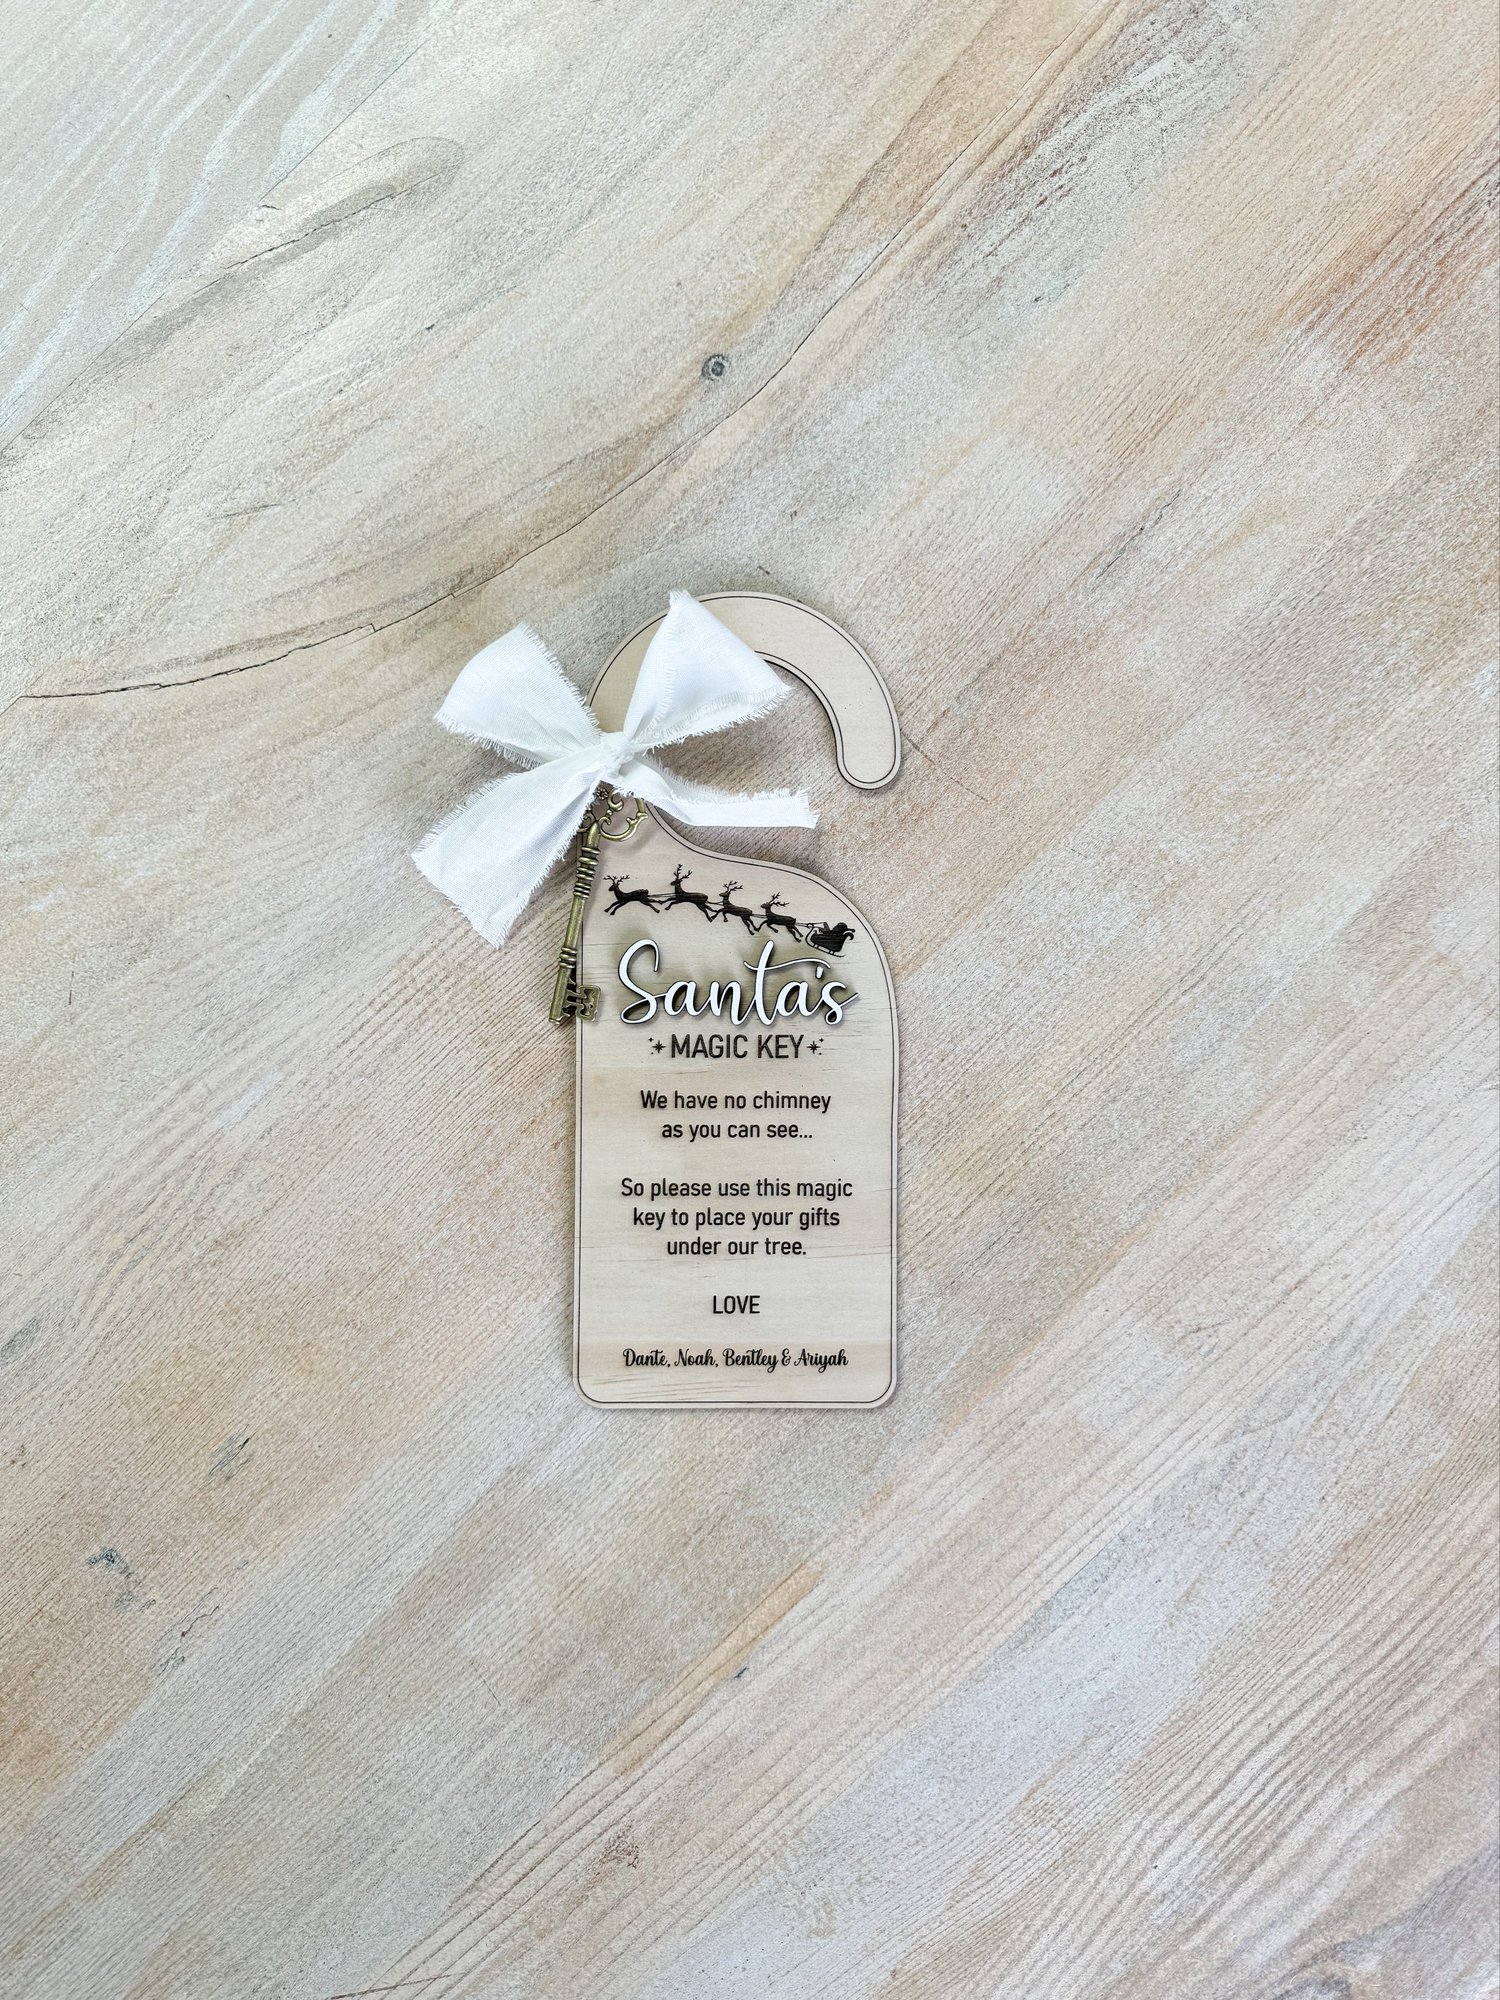 Santa's
MAGIC KEY
We have no chimney
as you can see...
So please use this magic
key to place your gifts
under our tree.
LOVE
Dante, Noah, Bentley & Ariyah